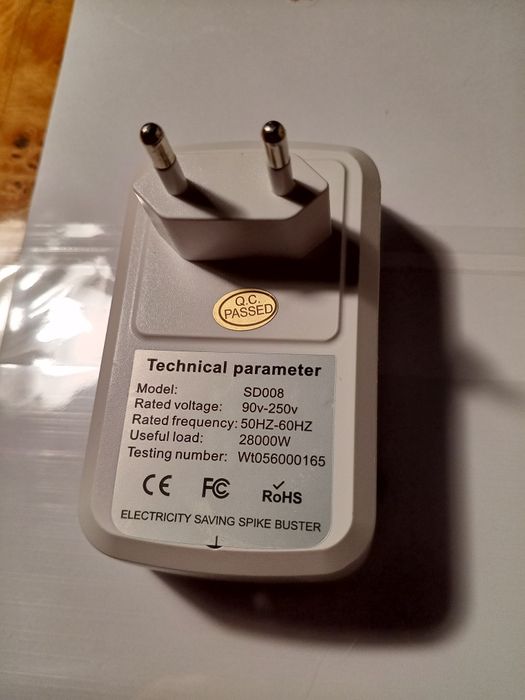 Q.C.
PASSED
Technical parameter
Model: SD008
Rated voltage: 90v-250v
Rated frequency: 50HZ-60HZ
Useful load: 28000W
Testing number: Wt056000165
CE FC RoHS
ELECTRICITY SAVING SPIKE BUSTER